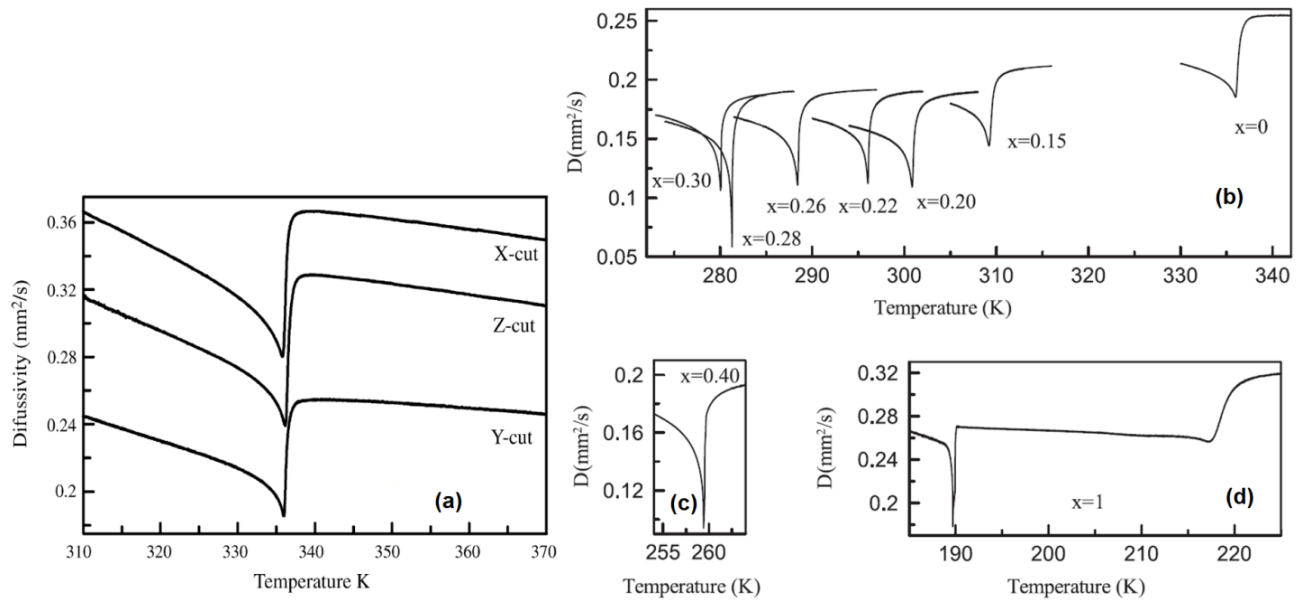 0.36
0.32
0.28
0.24
0.2
Difussivity (mm²/s)
X-cut
Z-cut
Y-cut
(a)
310 320 330 340 350 360 370
Temperature K
0.25
0.2
0.15
0.1
0.05
D(mm²/s)
x=0
x=0.15
x=0.30
x=0.26
x=0.22
x=0.20
x=0.28
(b)
280 290 300 310 320 330 340
Temperature (K)
0.2
0.16
0.12
D(mm²/s)
x=0.40
(c)
255 260
Temperature (K)
0.32
0.28
0.24
0.2
D(mm²/s)
x=1
(d)
190 200 210 220
Temperature (K)